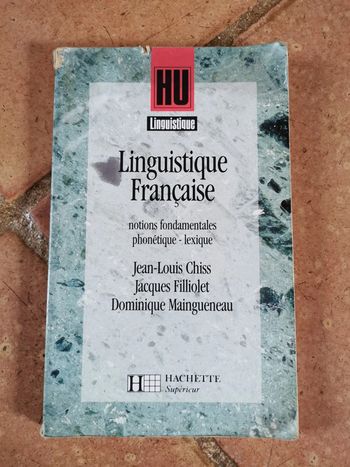 HU
Linguistique
Linguistique
Française
notions fondamentales
phonétique - lexique
Jean-Louis Chiss
Jacques Filliolet
Dominique Maingueneau
H HACHETTE
Supérieur